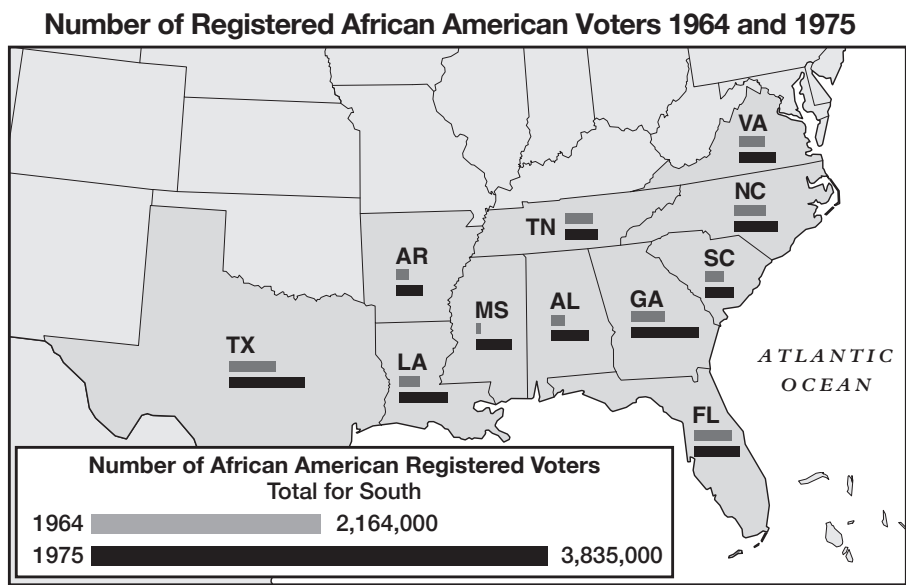 Number of Registered African American Voters 1964 and 1975
VA
NC
TN
SC
AR
MS
AL
GA
TX
LA
ATLANTIC
OCEAN
FL
Number of African American Registered Voters
Total for South
1964 2,164,000
1975 3,835,000